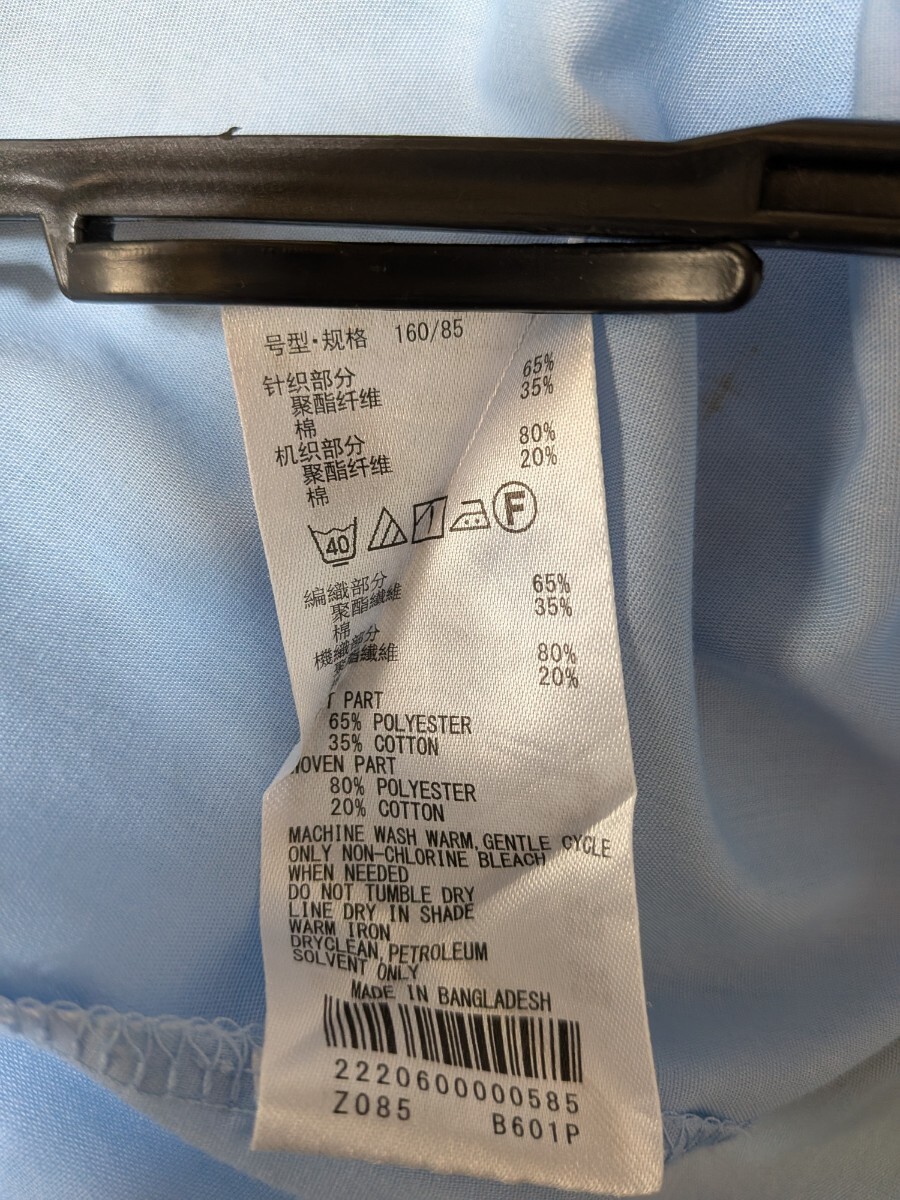 号型·规格 160/85
针织部分
聚酯纤维 65%
棉 35%
机织部分
聚酯纤维 80%
棉 20%
40 F
編織部分
聚酯纖維 65%
棉 35%
機織部分
纖維 80%
20%
T PART
65% POLYESTER
35% COTTON
OVEN PART
80% POLYESTER
20% COTTON
MACHINE WASH WARM, GENTLE CYCLE
ONLY NON-CHLORINE BLEACH
WHEN NEEDED
DO NOT TUMBLE DRY
LINE DRY IN SHADE
WARM IRON
DRYCLEAN, PETROLEUM
SOLVENT ONLY
MADE IN BANGLADESH
2220600000585
Z085 B601P